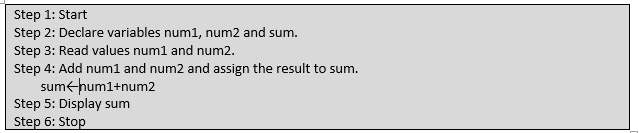 Step 1: Start
Step 2: Declare variables num1, num2 and sum.
Step 3: Read values num1 and num2.
Step 4: Add num1 and num2 and assign the result to sum.
sum←num1+num2
Step 5: Display sum
Step 6: Stop